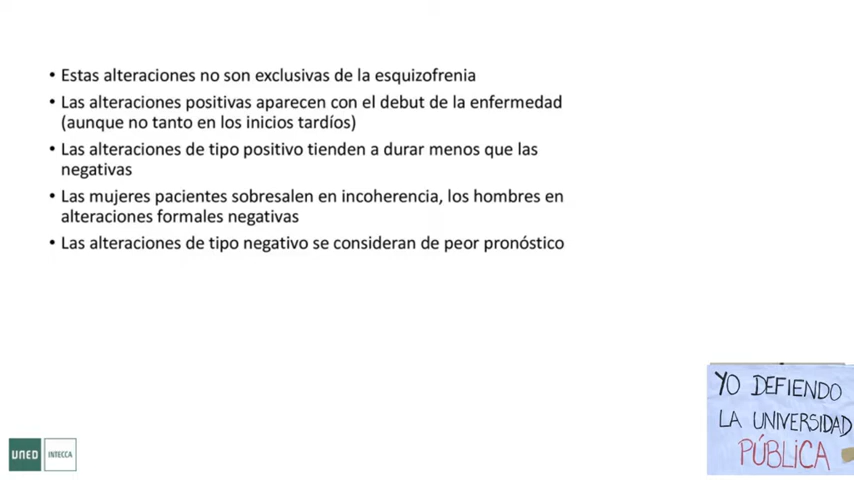 • Estas alteraciones no son exclusivas de la esquizofrenia
• Las alteraciones positivas aparecen con el debut de la enfermedad
(aunque no tanto en los inicios tardíos)
• Las alteraciones de tipo positivo tienden a durar menos que las
negativas
• Las mujeres pacientes sobresalen en incoherencia, los hombres en
alteraciones formales negativas
• Las alteraciones de tipo negativo se consideran de peor pronóstico
YO DEFIENDO
LA UNIVERSIDAD
PÚBLICA
UNED INTECCA